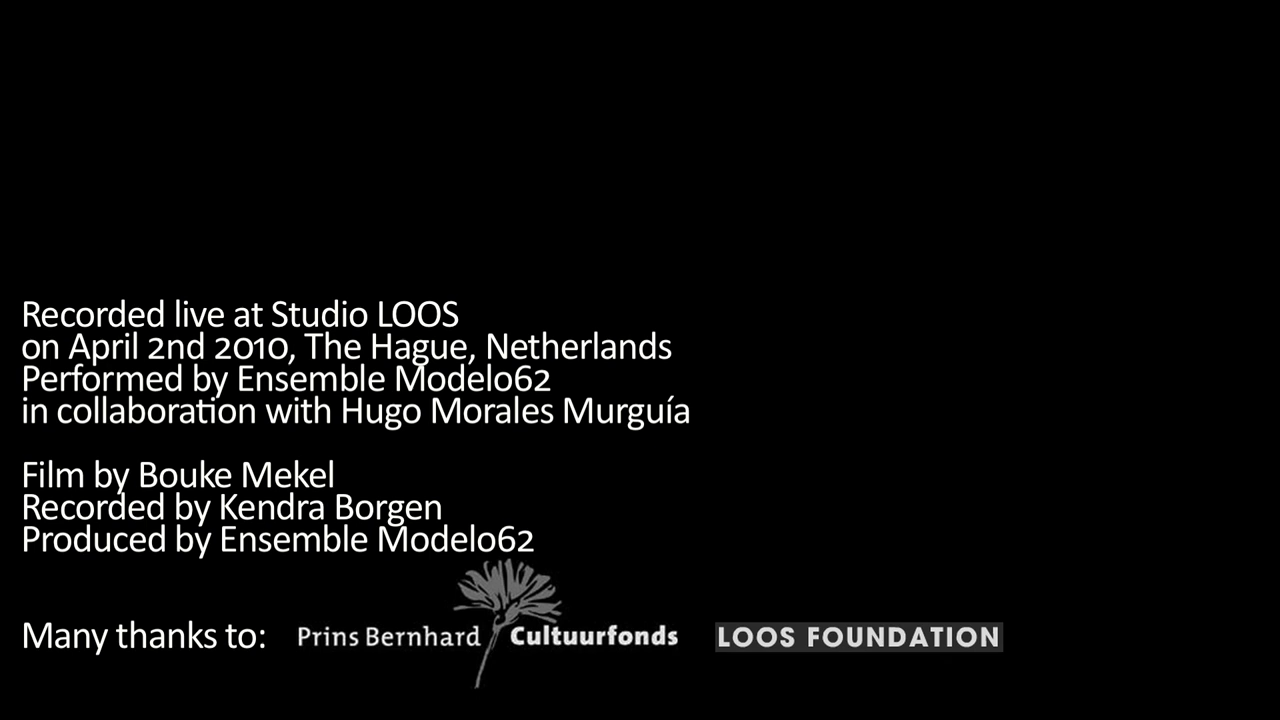 Recorded live at Studio LOOS
on April 2nd 2010, The Hague, Netherlands
Performed by Ensemble Modelo62
in collaboration with Hugo Morales Murguía
Film by Bouke Mekel
Recorded by Kendra Borgen
Produced by Ensemble Modelo62
Many thanks to: Prins Bernhard Cultuurfonds LOOS FOUNDATION